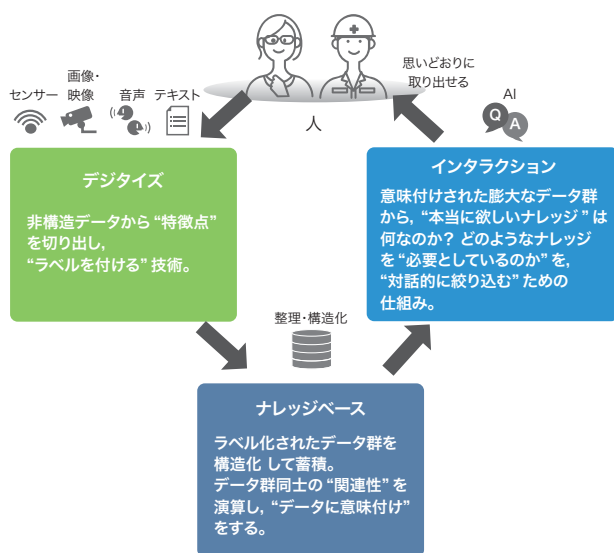 思いどおりに
取り出せる
人
センサー
画像・
映像
音声
テキスト
AI
Q
A
デジタイズ
非構造データから“特徴点”
を切り出し，
“ラベルを付ける”技術。
インタラクション
意味付けされた膨大なデータ群
から，“本当に欲しいナレッジ”は
何なのか？ どのようなナレッジ
を“必要としているのか”を，
“対話的に絞り込む”ための
仕組み。
整理・構造化
ナレッジベース
ラベル化されたデータ群を
構造化 して蓄積。
データ群同士の“関連性”を
演算し，“データに意味付け”
をする。